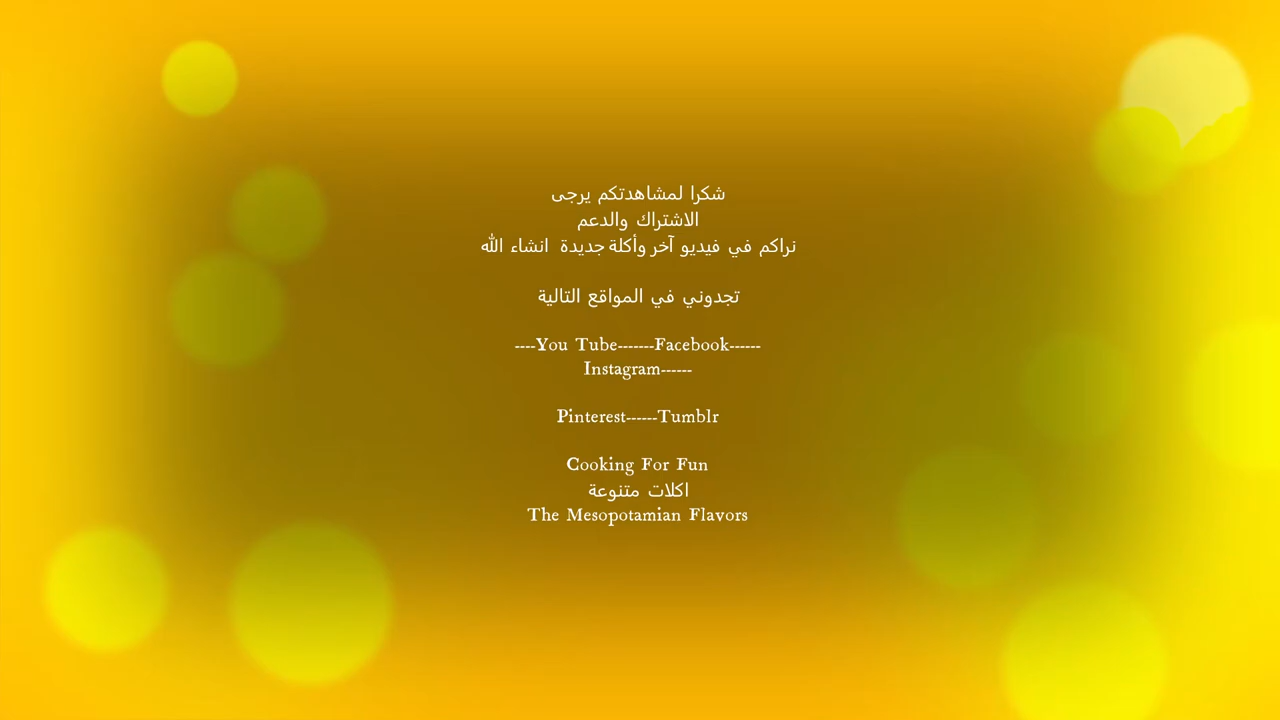 شكرا لمشاهدتكم يرجى
الاشتراك والدعم
نراكم في فيديو آخر وأكلة جديدة  انشاء الله
تجدوني في المواقع التالية
----You Tube-------Facebook------
Instagram------
Pinterest------Tumblr
Cooking For Fun
اكلات متنوعة
The Mesopotamian Flavors